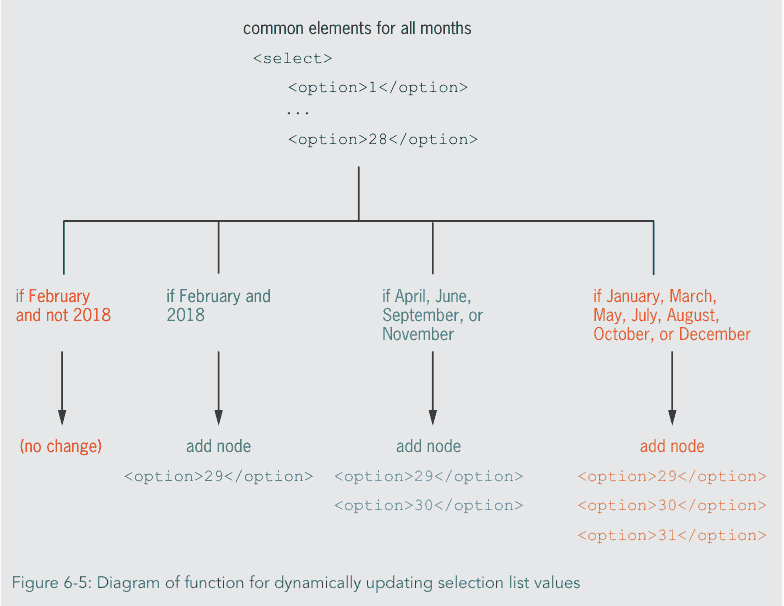 common elements for all months
<select>
<option>1</option>
...
<option>28</option>
if February
and not 2018
(no change)
if February and
2018
add node
<option>29</option>
if April, June,
September, or
November
add node
<option>29</option>
<option>30</option>
if January, March,
May, July, August,
October, or December
add node
<option>29</option>
<option>30</option>
<option>31</option>
Figure 6-5: Diagram of function for dynamically updating selection list values